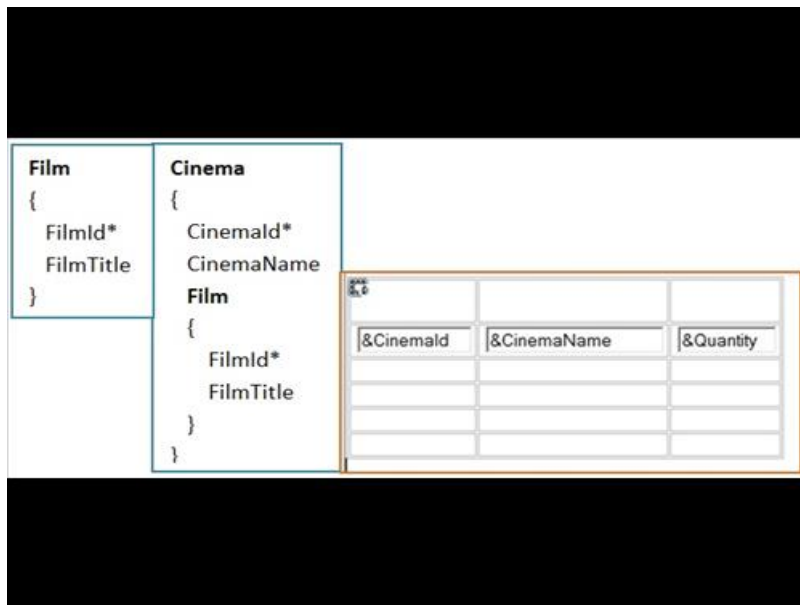 Film
{
FilmId*
FilmTitle
}
Cinema
{
CinemaId*
CinemaName
Film
{
FilmId*
FilmTitle
}
}
&CinemaId &CinemaName &Quantity